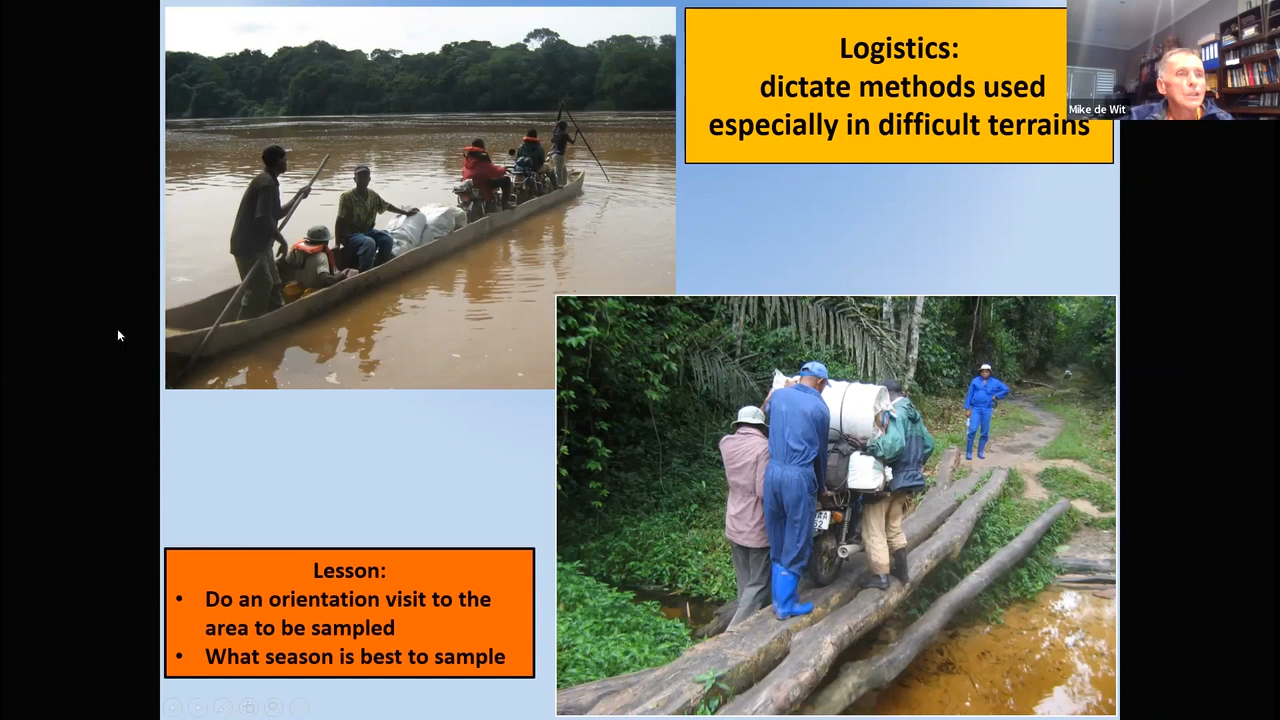 Logistics:
dictate methods used
especially in difficult terrains
Mike de Wit
Lesson:
• Do an orientation visit to the
area to be sampled
• What season is best to sample